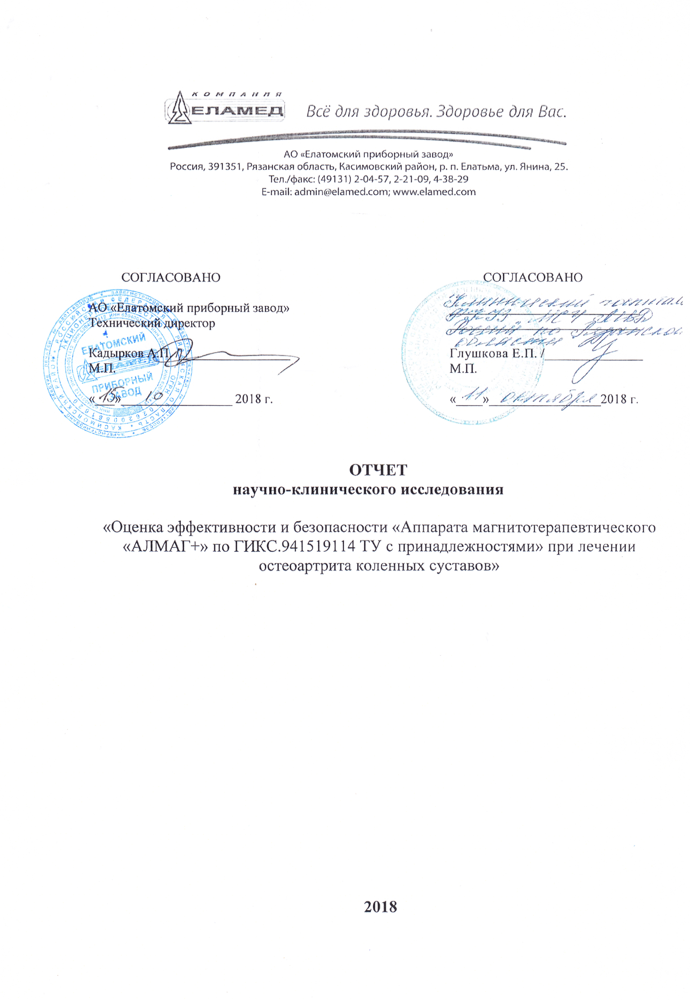 КОМПАНИЯ
ЕЛАМЕД
Всё для здоровья. Здоровье для Вас.
АО «Елатомский приборный завод»
Россия, 391351, Рязанская область, Касимовский район, р. п. Елатьма, ул. Янина, 25.
Тел./факс: (49131) 2-04-57, 2-21-09, 4-38-29
E-mail: admin@elamed.com; www.elamed.com
СОГЛАСОВАНО
АО «Елатомский приборный завод»
Технический директор
Кадырков А.П. /
М.П.
«15» 10 2018 г.
ЕЛАТОМСКИЙ
ЕЛАМЕД
ПРИБОРНЫЙ
ЗАВОД
СОГЛАСОВАНО
Клинический госпиталь
ФКУЗ МСЧ МВД
России по Рязанской
области
Глушкова Е.П. /
М.П.
«11» октября 2018 г.
ОТЧЕТ
научно-клинического исследования
«Оценка эффективности и безопасности «Аппарата магнитотерапевтического
«АЛМАГ+» по ГИКС.941519114 ТУ с принадлежностями» при лечении
остеоартрита коленных суставов»
2018